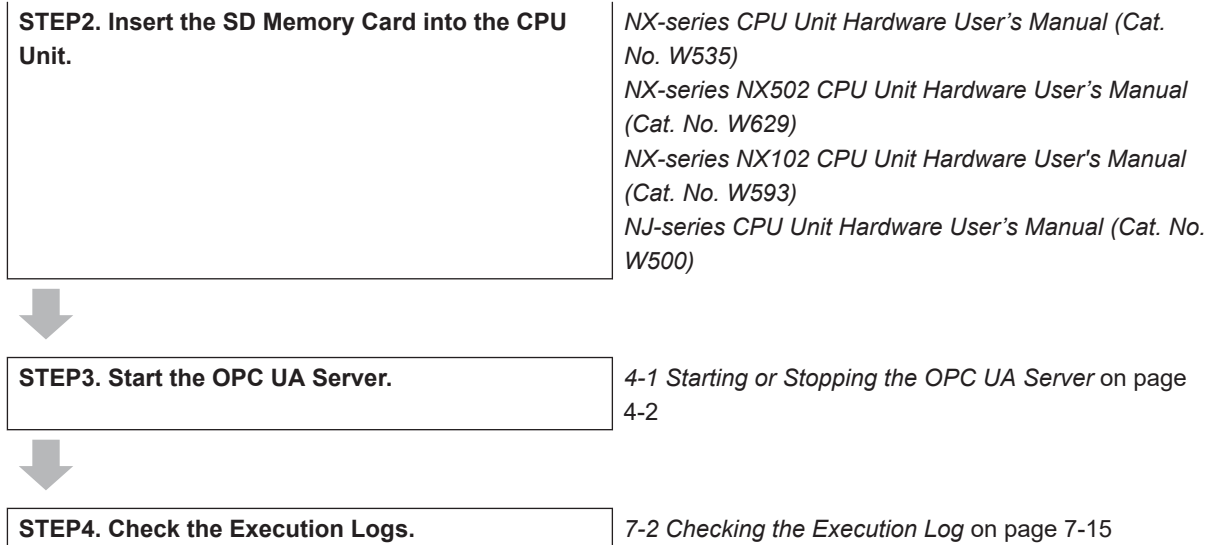 STEP2. Insert the SD Memory Card into the CPU
Unit.
NX-series CPU Unit Hardware User’s Manual (Cat.
No. W535)
NX-series NX502 CPU Unit Hardware User’s Manual
(Cat. No. W629)
NX-series NX102 CPU Unit Hardware User's Manual
(Cat. No. W593)
NJ-series CPU Unit Hardware User’s Manual (Cat. No.
W500)
STEP3. Start the OPC UA Server.
4-1 Starting or Stopping the OPC UA Server on page
4-2
STEP4. Check the Execution Logs.
7-2 Checking the Execution Log on page 7-15